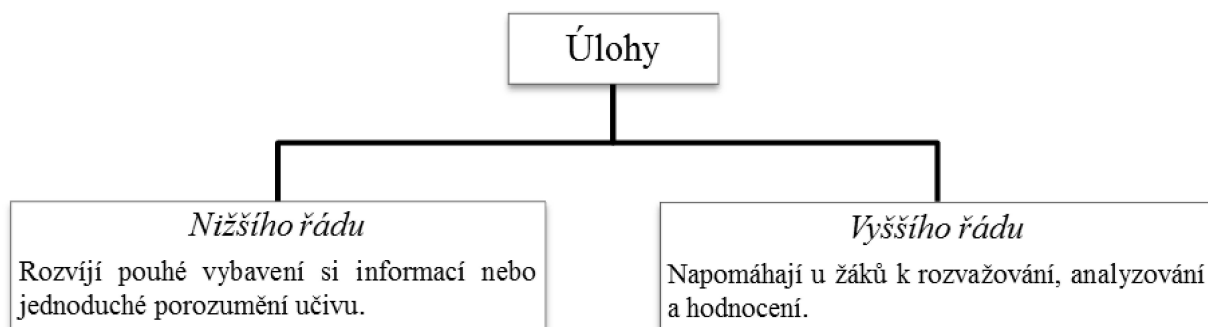 Úlohy
Nižšího řádu
Rozvíjí pouhé vybavení si informací nebo
jednoduché porozumění učivu.
Vyššího řádu
Napomáhají u žáků k rozvažování, analyzování
a hodnocení.